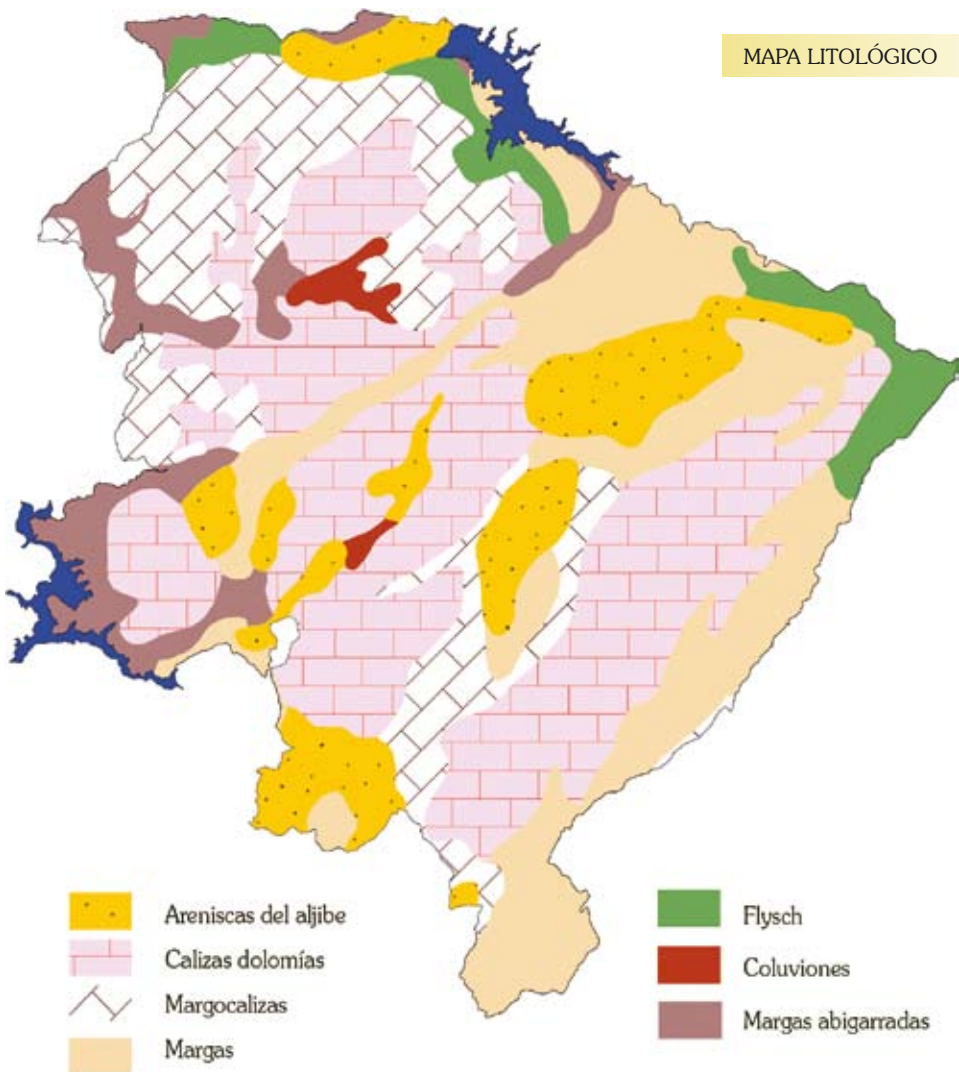 MAPA LITOLÓGICO
Areniscas del aljibe
Calizas dolomías
Margocalizas
Margas
Flysch
Coluviones
Margas abigarradas